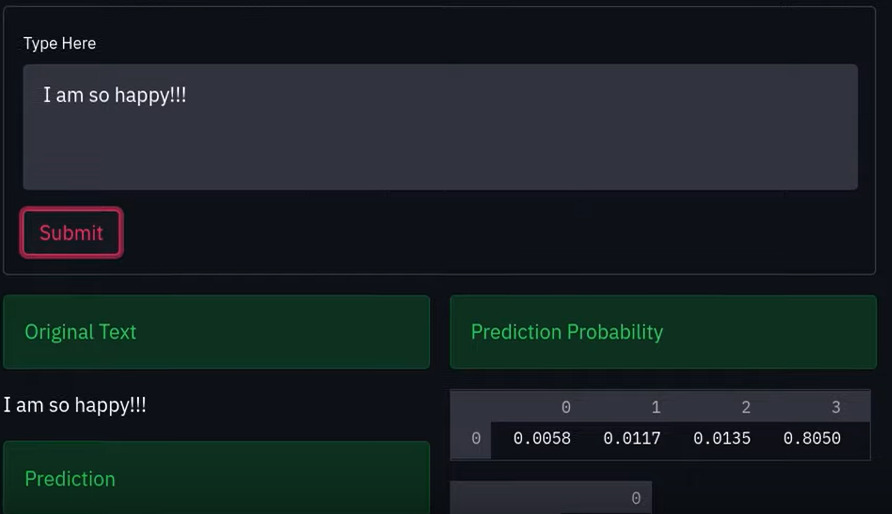 Type Here
I am so happy!!!
Submit
Original Text
Prediction Probability
I am so happy!!!
0 1 2 3
0 0.0058 0.0117 0.0135 0.8050
Prediction
0